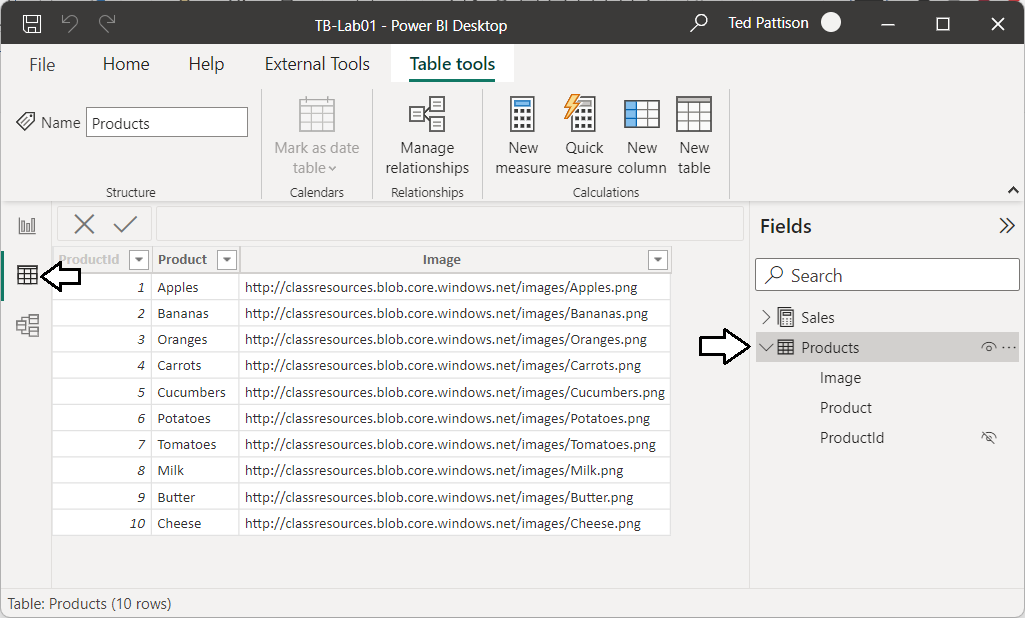 TB-Lab01 - Power BI Desktop
Ted Pattison
File Home Help External Tools Table tools
Name Products
Mark as date table
Manage relationships
New measure
Quick measure
New column
New table
Structure Calendars Relationships Calculations
Fields
Search
Sales
Products
Image
Product
ProductId
ProductId Product Image
1 Apples http://classresources.blob.core.windows.net/images/Apples.png
2 Bananas http://classresources.blob.core.windows.net/images/Bananas.png
3 Oranges http://classresources.blob.core.windows.net/images/Oranges.png
4 Carrots http://classresources.blob.core.windows.net/images/Carrots.png
5 Cucumbers http://classresources.blob.core.windows.net/images/Cucumbers.png
6 Potatoes http://classresources.blob.core.windows.net/images/Potatoes.png
7 Tomatoes http://classresources.blob.core.windows.net/images/Tomatoes.png
8 Milk http://classresources.blob.core.windows.net/images/Milk.png
9 Butter http://classresources.blob.core.windows.net/images/Butter.png
10 Cheese http://classresources.blob.core.windows.net/images/Cheese.png
Table: Products (10 rows)